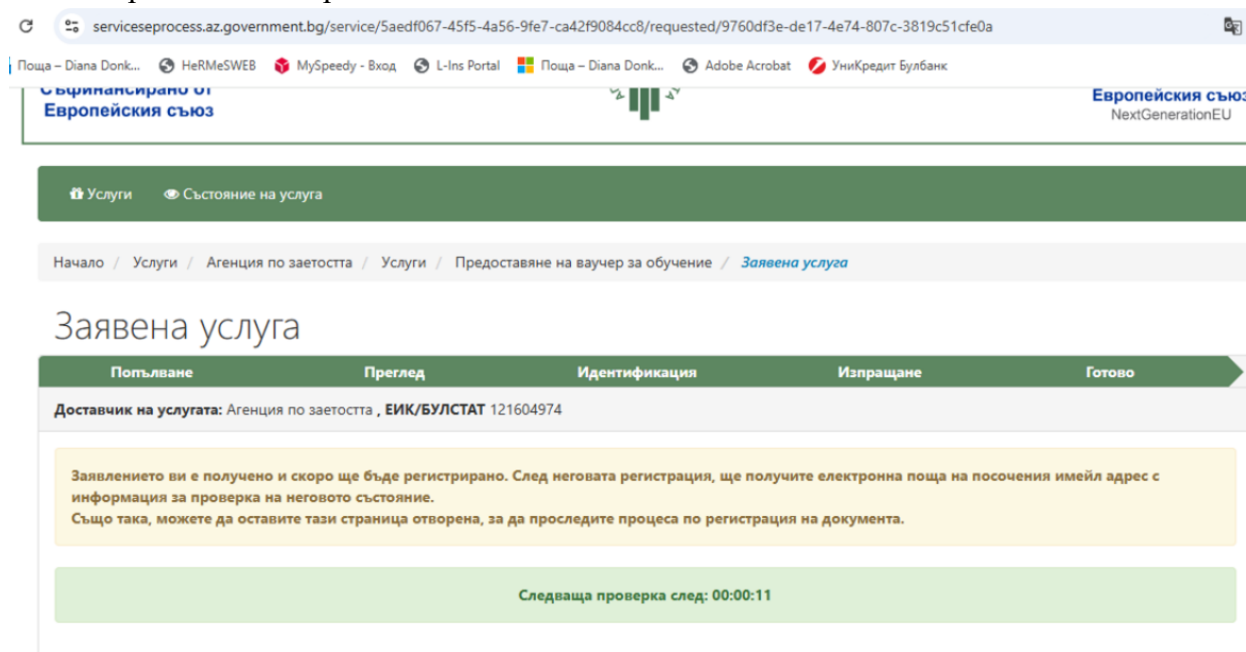 serviceseprocess.az.government.bg/service/5aedf067-45f5-4a56-9fe7-ca42f9084cc8/requested/9760df3e-de17-4e74-807c-3819c51cfe0a
Поща – Diana Donk... HeRMeSWEB MySpeedy - Вход L-Ins Portal Поща – Diana Donk... Adobe Acrobat УниКредит Булбанк
Съфинансирано от
Европейския съюз
Европейския съюз
NextGenerationEU
Услуги Състояние на услуга
Начало / Услуги / Агенция по заетостта / Услуги / Предоставяне на ваучер за обучение / Заявена услуга
Заявена услуга
Попълване Преглед Идентификация Изпращане Готово
Доставчик на услугата: Агенция по заетостта , ЕИК/БУЛСТАТ 121604974
Заявлението ви е получено и скоро ще бъде регистрирано. След неговата регистрация, ще получите електронна поща на посочения имейл адрес с
информация за проверка на неговото състояние.
Също така, можете да оставите тази страница отворена, за да проследите процеса по регистрация на документа.
Следваща проверка след: 00:00:11